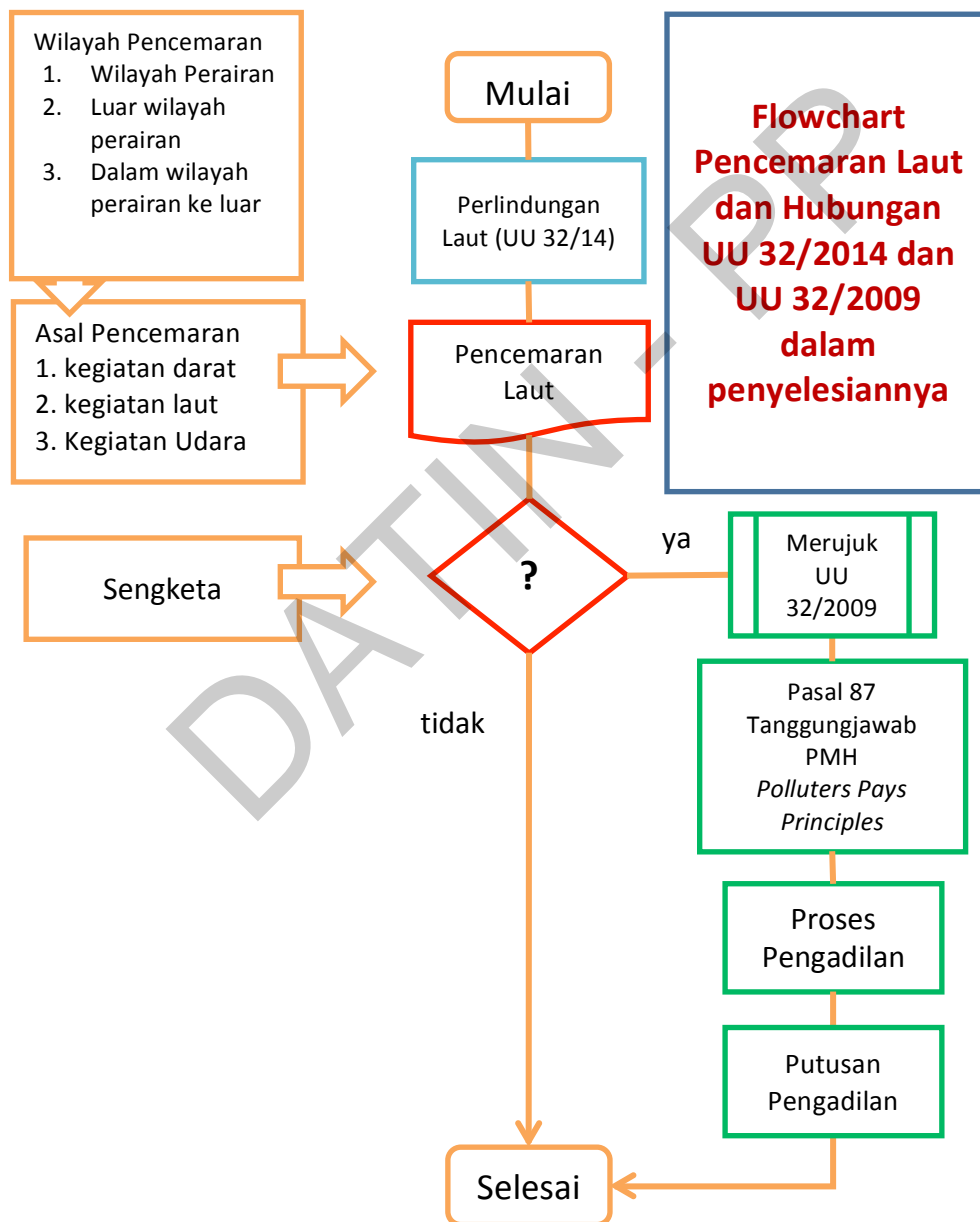 Wilayah Pencemaran
1. Wilayah Perairan
2. Luar wilayah
perairan
3. Dalam wilayah
perairan ke luar
Asal Pencemaran
1. kegiatan darat
2. kegiatan laut
3. Kegiatan Udara
Sengketa
Mulai
Perlindungan
Laut (UU 32/14)
Pencemaran
Laut
?
ya
tidak
Flowchart
Pencemaran Laut
dan Hubungan
UU 32/2014 dan
UU 32/2009
dalam
penyelesiannya
Merujuk
UU
32/2009
Pasal 87
Tanggungjawab
PMH
Polluters Pays
Principles
Proses
Pengadilan
Putusan
Pengadilan
Selesai
DATIN - PP